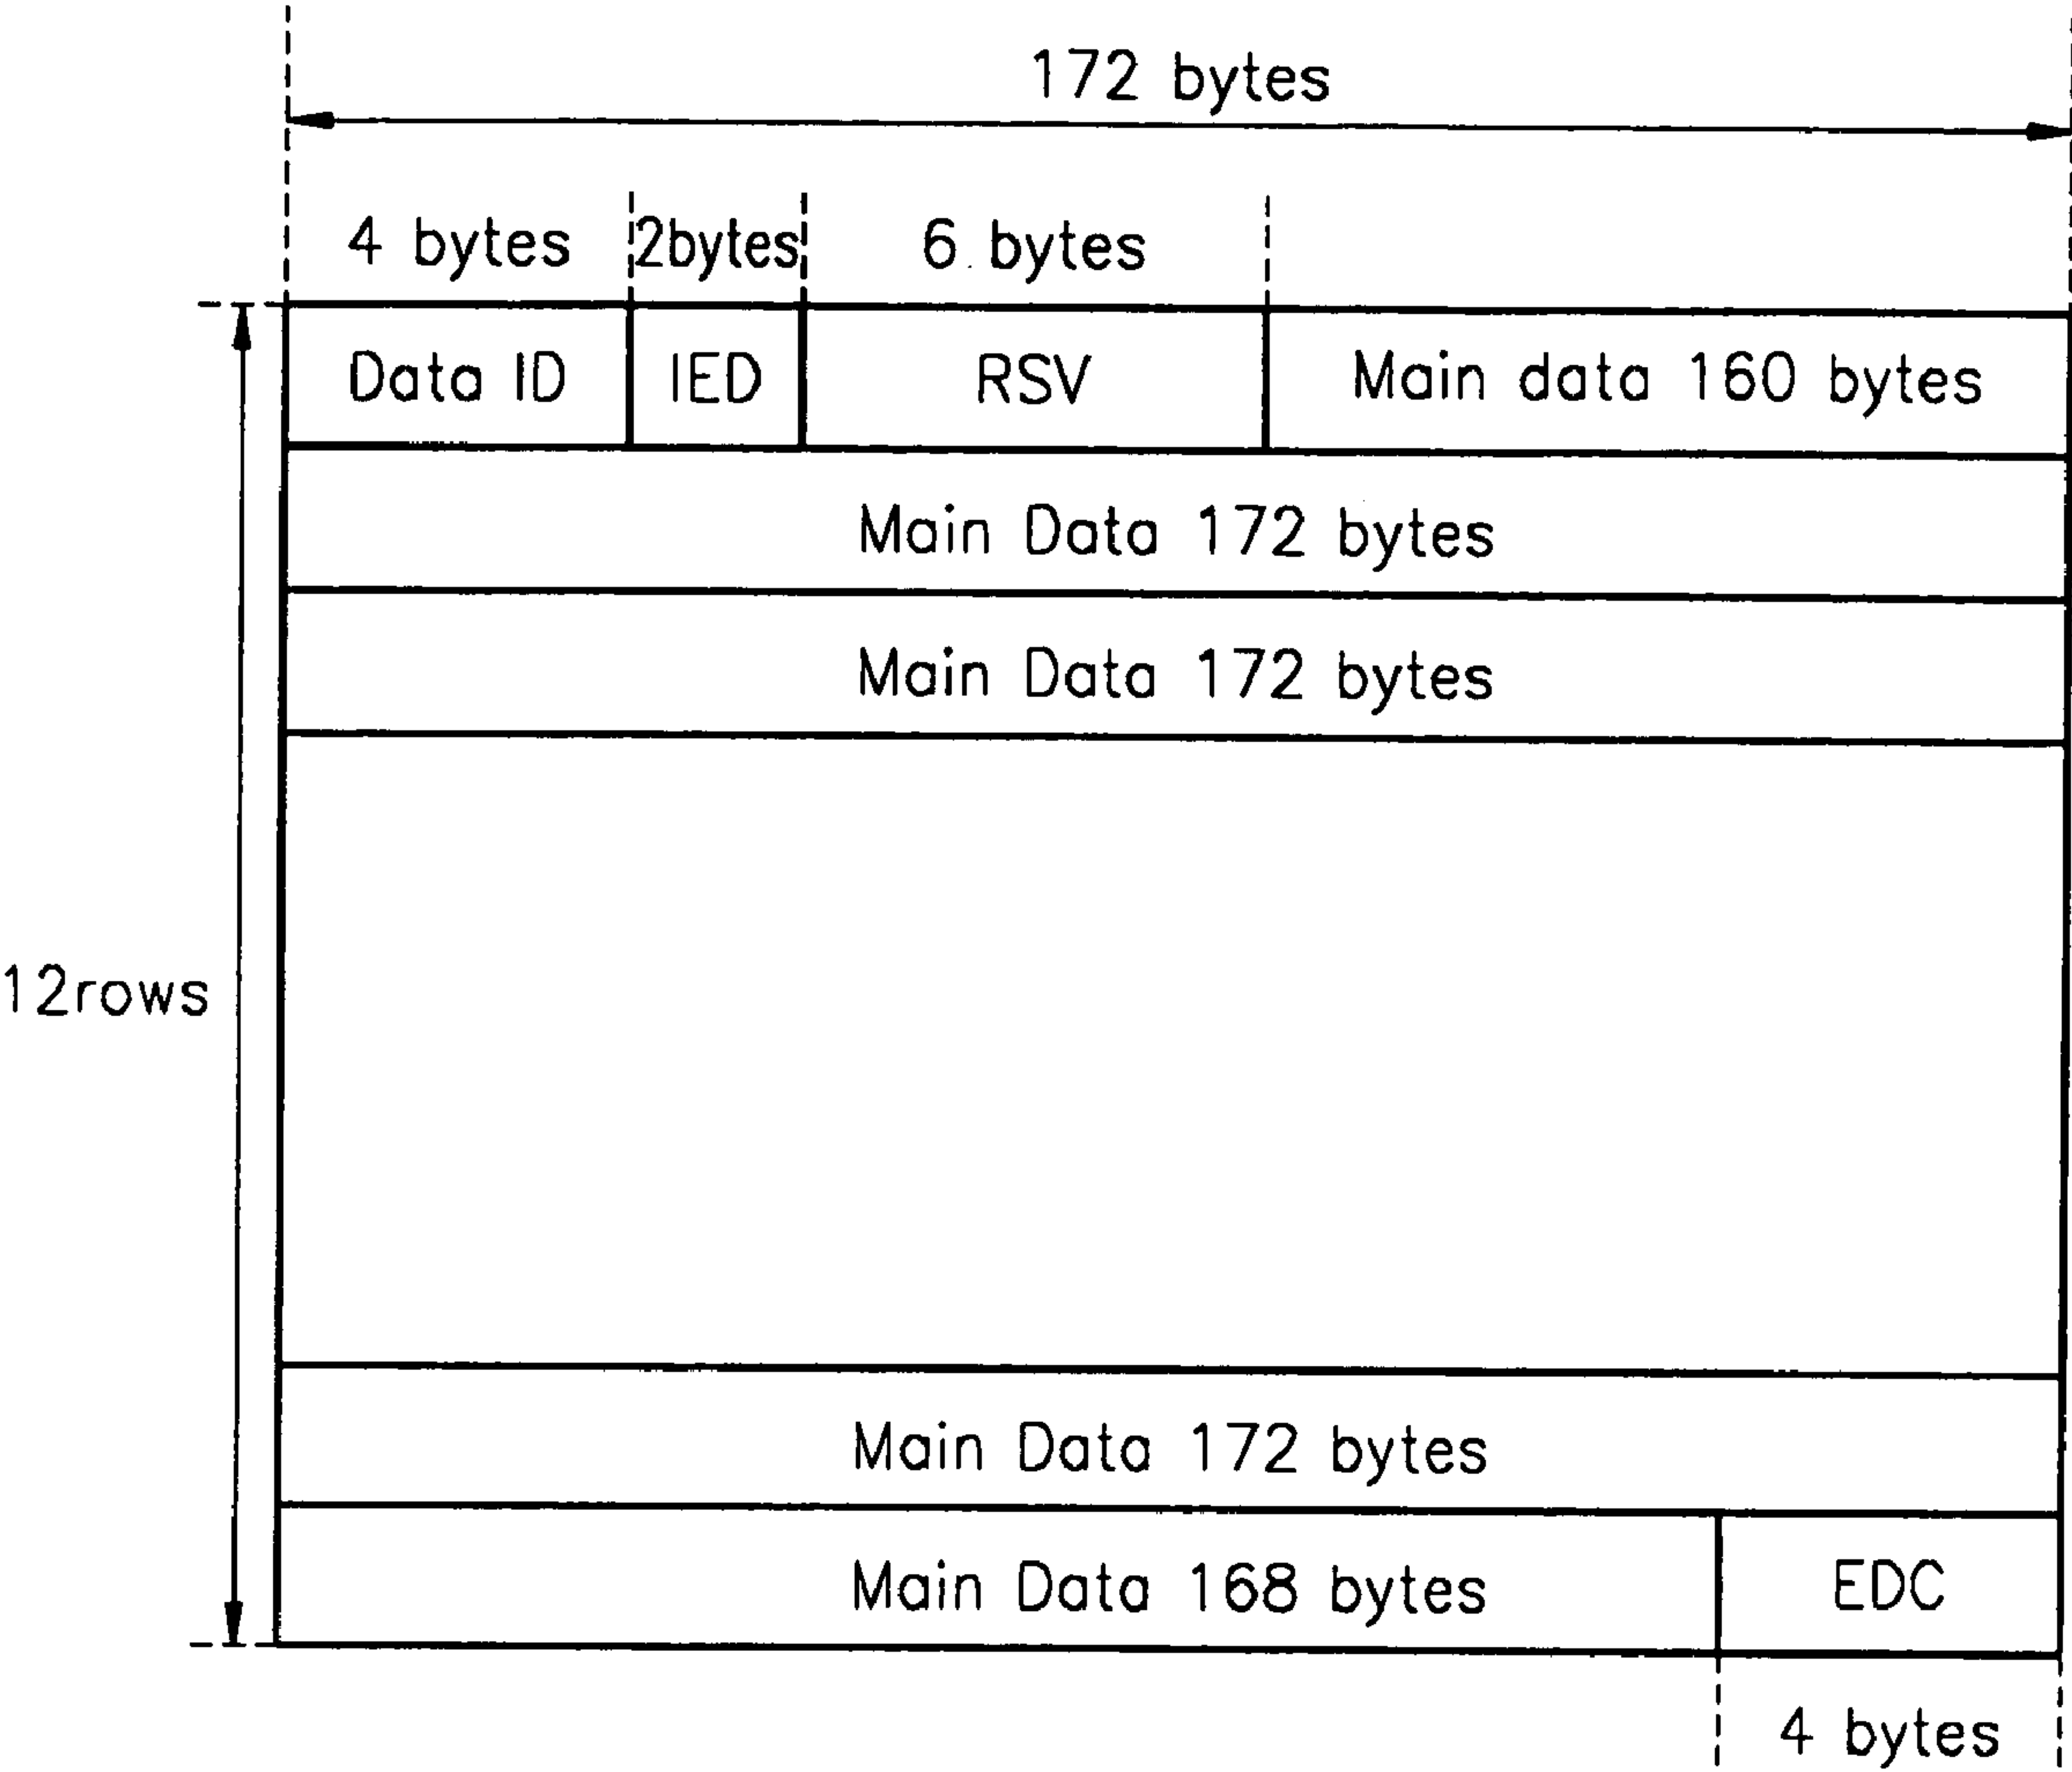 172 bytes
4 bytes 2bytes 6 bytes
Data ID IED RSV Main data 160 bytes
Main Data 172 bytes
Main Data 172 bytes
12rows
Main Data 172 bytes
Main Data 168 bytes EDC
4 bytes